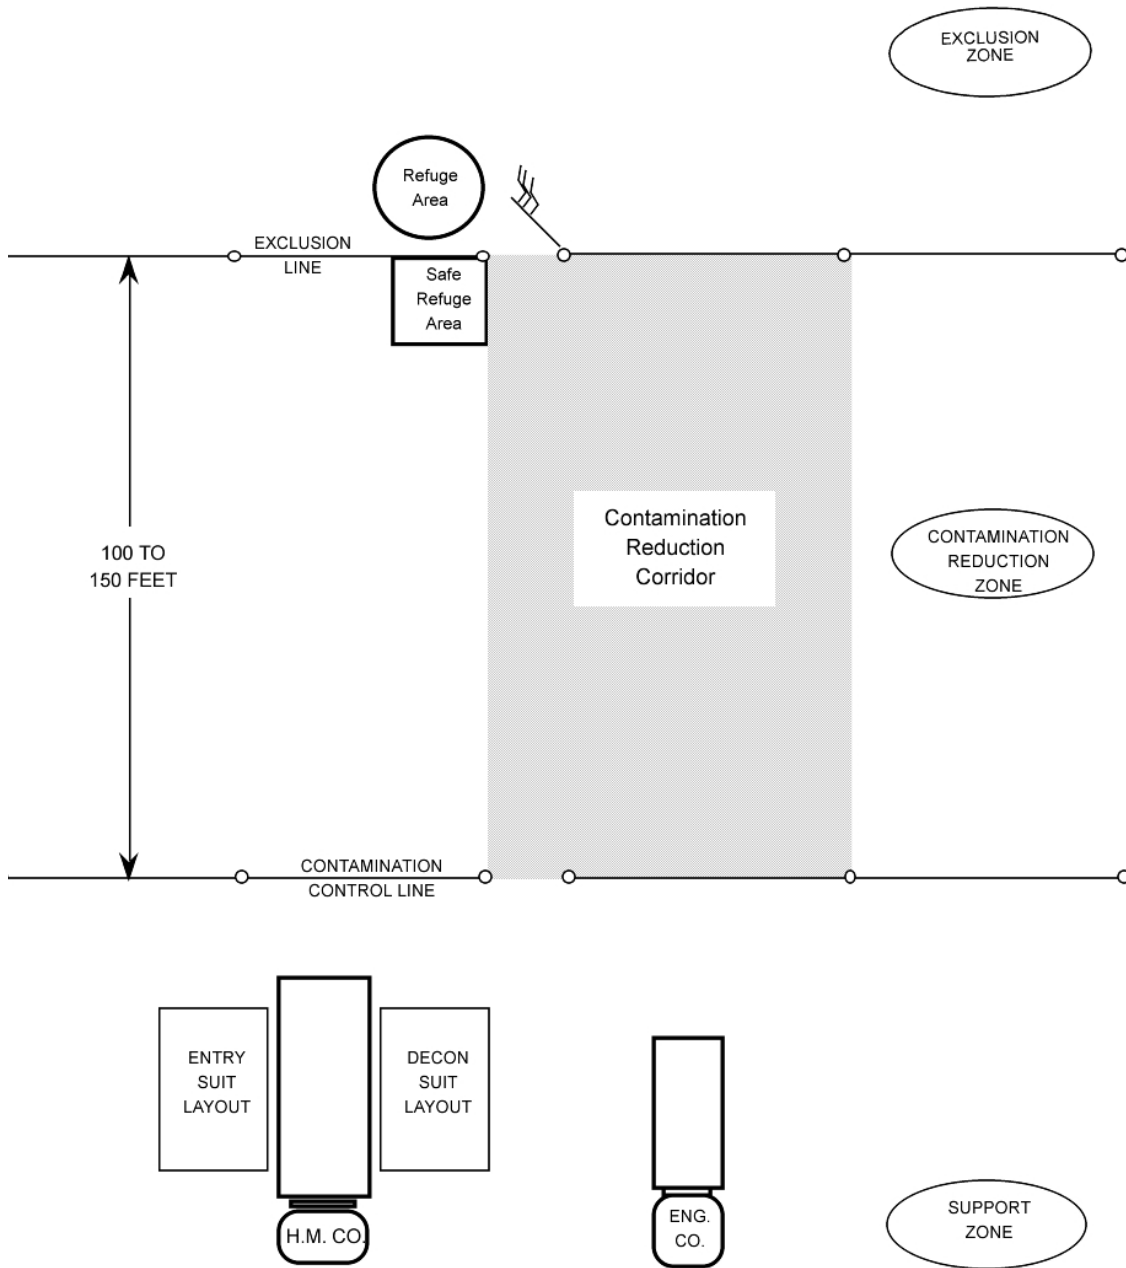 EXCLUSION
ZONE
Refuge
Area
EXCLUSION
LINE
Safe
Refuge
Area
Contamination
Reduction
Corridor
CONTAMINATION
REDUCTION
ZONE
100 TO
150 FEET
CONTAMINATION
CONTROL LINE
ENTRY
SUIT
LAYOUT
DECON
SUIT
LAYOUT
H.M. CO.
ENG.
CO.
SUPPORT
ZONE